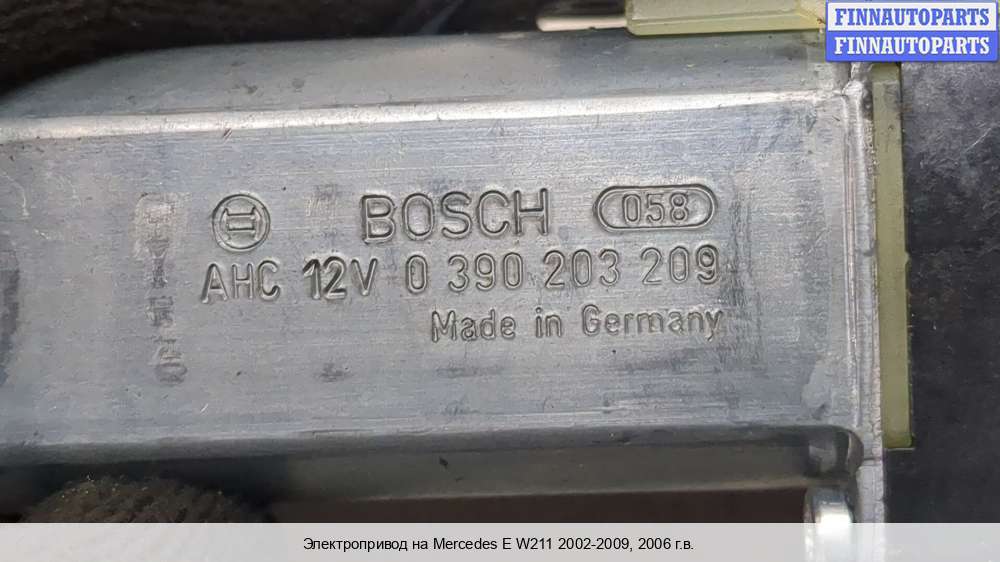 FINNAUTOPARTS
FINNAUTOPARTS
BOSCH 058
AHC 12V 0 390 203 209
Made in Germany
Электропривод на Mercedes E W211 2002-2009, 2006 г.в.